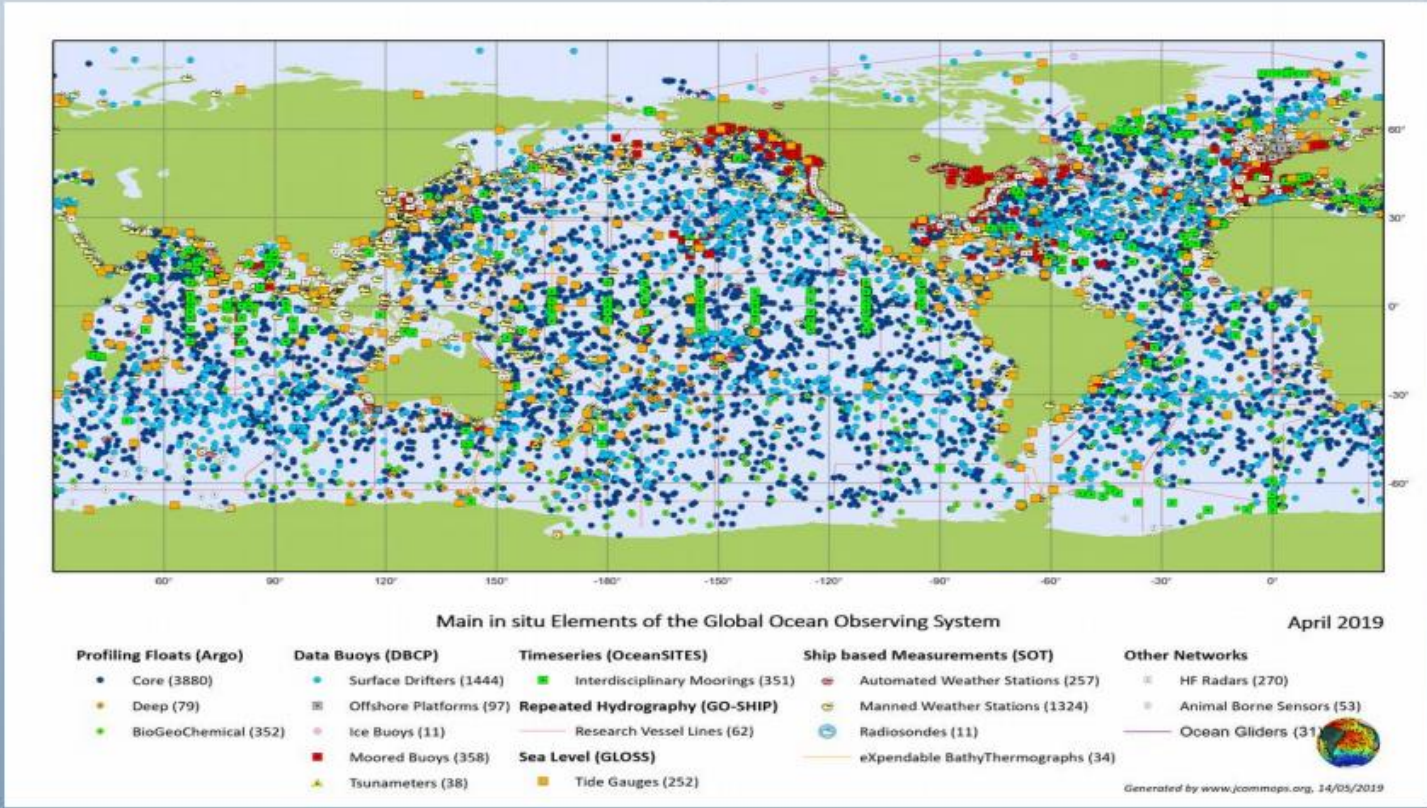 60°
30°
0°
-30°
-60°
60° 90° 120° 150° -180° -150° -120° -90° -60° -30° 0°
Main in situ Elements of the Global Ocean Observing System April 2019
Profiling Floats (Argo) Data Buoys (DBCP) Timeseries (OceanSITES) Ship based Measurements (SOT) Other Networks
Core (3880) Surface Drifters (1444) Interdisciplinary Moorings (351) Automated Weather Stations (257) HF Radars (270)
Deep (79) Offshore Platforms (97) Repeated Hydrography (GO-SHIP) Manned Weather Stations (1324) Animal Borne Sensors (53)
BioGeoChemical (352) Ice Buoys (11) Research Vessel Lines (62) Radiosondes (11) Ocean Gliders (31)
Moored Buoys (358) Sea Level (GLOSS) eXpendable BathyThermographs (34)
Tsunameters (38) Tide Gauges (252)
Generated by www.jcommops.org, 14/05/2019